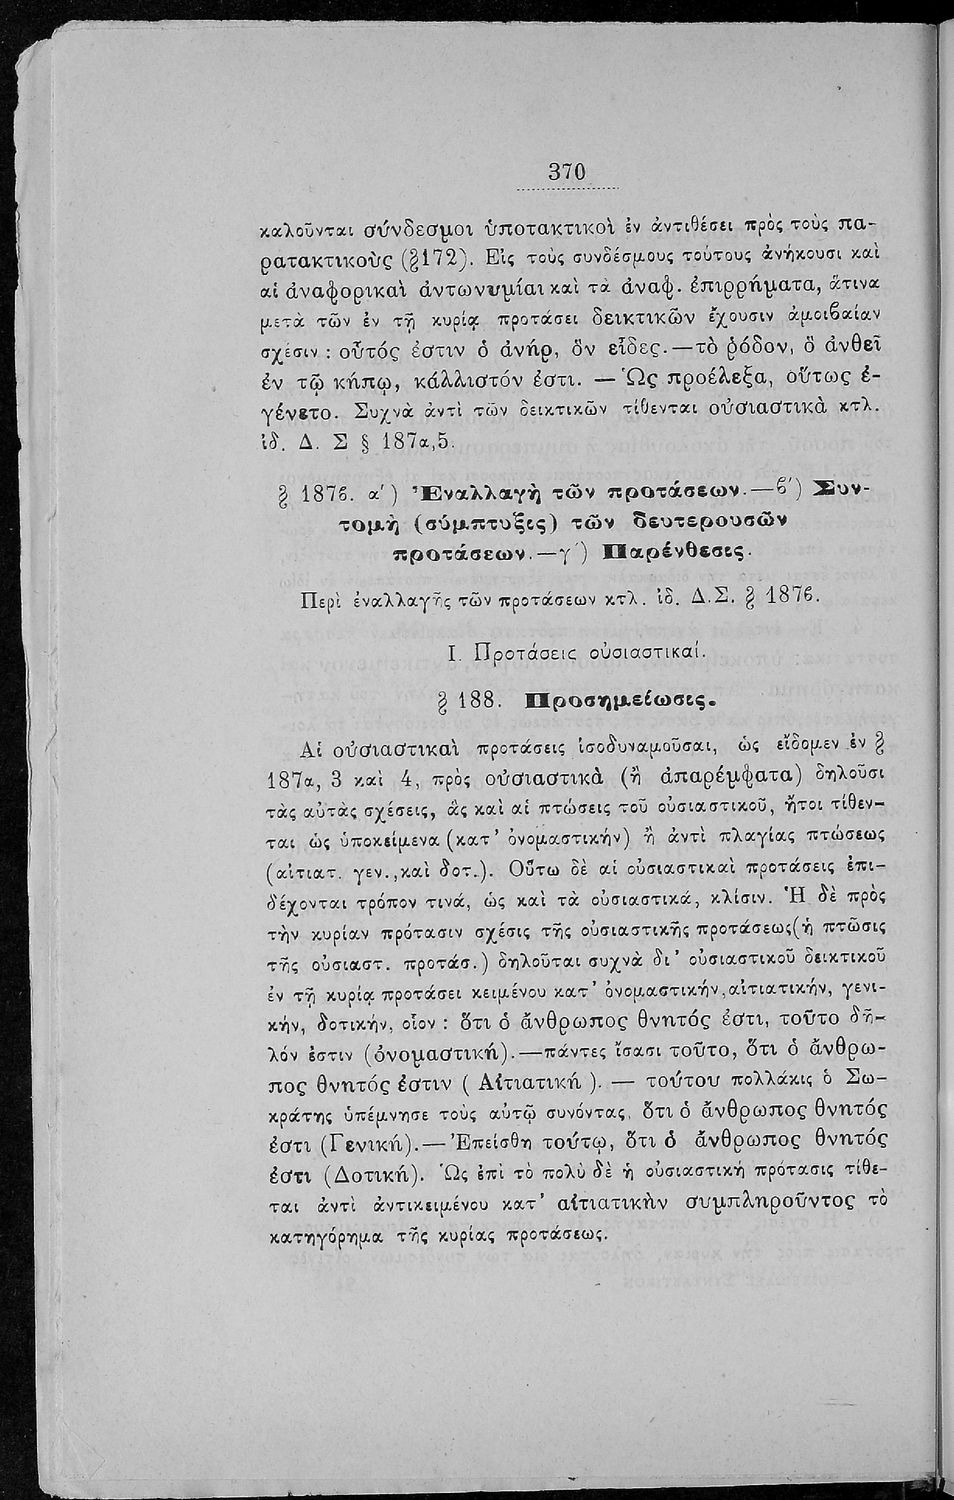 370
καλοῦνται σύνδεσμοι ὑποτακτικοὶ ἐν ἀντιθέσει πρὸς τοὺς πα-
ρατακτικοὺς (§172). Εἰς τοὺς συνδέσμους τούτους ἀνήκουσι καὶ
αἱ ἀναφορικαὶ ἀντωνυμίαι καὶ τὰ ἀναφ. ἐπιρρήματα, ἅτινα
μετὰ τῶν ἐν τῇ κυρίᾳ προτάσει δεικτικῶν ἔχουσιν ἀμοιβαίαν
σχέσιν : οὗτός ἐστιν ὁ ἀνήρ, ὃν εἶδες.—τὸ ῥόδον, ὃ ἀνθεῖ
ἐν τῷ κήπῳ, κάλλιστόν ἐστι. — Ὡς προέλεξα, οὕτως ἐ-
γένετο. Συχνὰ ἀντὶ τῶν δεικτικῶν τίθενται οὐσιαστικὰ κτλ.
ἰδ. Δ. Σ § 187α,5.
§ 187β. α΄) Ἐναλλαγὴ τῶν προτάσεων.—β΄) Συν-
τομὴ (σύμπτυξις) τῶν δευτερουσῶν
προτάσεων.—γ΄) Παρένθεσις.
Περὶ ἐναλλαγῆς τῶν προτάσεων κτλ. ἰδ. Δ.Σ. § 187β.
Ι. Προτάσεις οὐσιαστικαί.
§ 188. Προσημείωσις.
Αἱ οὐσιαστικαὶ προτάσεις ἰσοδυναμοῦσαι, ὡς εἴδομεν ἐν §
187α, 3 καὶ 4, πρὸς οὐσιαστικὰ (ἢ ἀπαρέμφατα) δηλοῦσι
τὰς αὐτὰς σχέσεις, ἃς καὶ αἱ πτώσεις τοῦ οὐσιαστικοῦ, ἤτοι τίθεν-
ται ὡς ὑποκείμενα (κατ' ὀνομαστικήν) ἢ ἀντὶ πλαγίας πτώσεως
(αἰτιατ. γεν.,καὶ δοτ.). Οὕτω δὲ αἱ οὐσιαστικαὶ προτάσεις ἐπι-
δέχονται τρόπον τινά, ὡς καὶ τὰ οὐσιαστικά, κλίσιν. Ἡ δὲ πρὸς
τὴν κυρίαν πρότασιν σχέσις τῆς οὐσιαστικῆς προτάσεως(ἡ πτῶσις
τῆς οὐσιαστ. προτάσ.) δηλοῦται συχνὰ δι' οὐσιαστικοῦ δεικτικοῦ
ἐν τῇ κυρίᾳ προτάσει κειμένου κατ' ὀνομαστικήν,αἰτιατικήν, γενι-
κήν, δοτικήν, οἷον : ὅτι ὁ ἄνθρωπος θνητός ἐστι, τοῦτο δῆ-
λόν ἐστιν (ὀνομαστική).—πάντες ἴσασι τοῦτο, ὅτι ὁ ἄνθρω-
πος θνητός ἐστιν ( Αἰτιατική ). — τούτου πολλάκις ὁ Σω-
κράτης ὑπέμνησε τοὺς αὐτῷ συνόντας, ὅτι ὁ ἄνθρωπος θνητός
ἐστι (Γενική).— Ἐπείσθη τούτῳ, ὅτι ὁ ἄνθρωπος θνητός
ἐστι (Δοτική). Ὡς ἐπὶ τὸ πολὺ δὲ ἡ οὐσιαστικὴ πρότασις τίθε-
ται ἀντὶ ἀντικειμένου κατ' αἰτιατικὴν συμπληροῦντος τὸ
κατηγόρημα τῆς κυρίας προτάσεως.